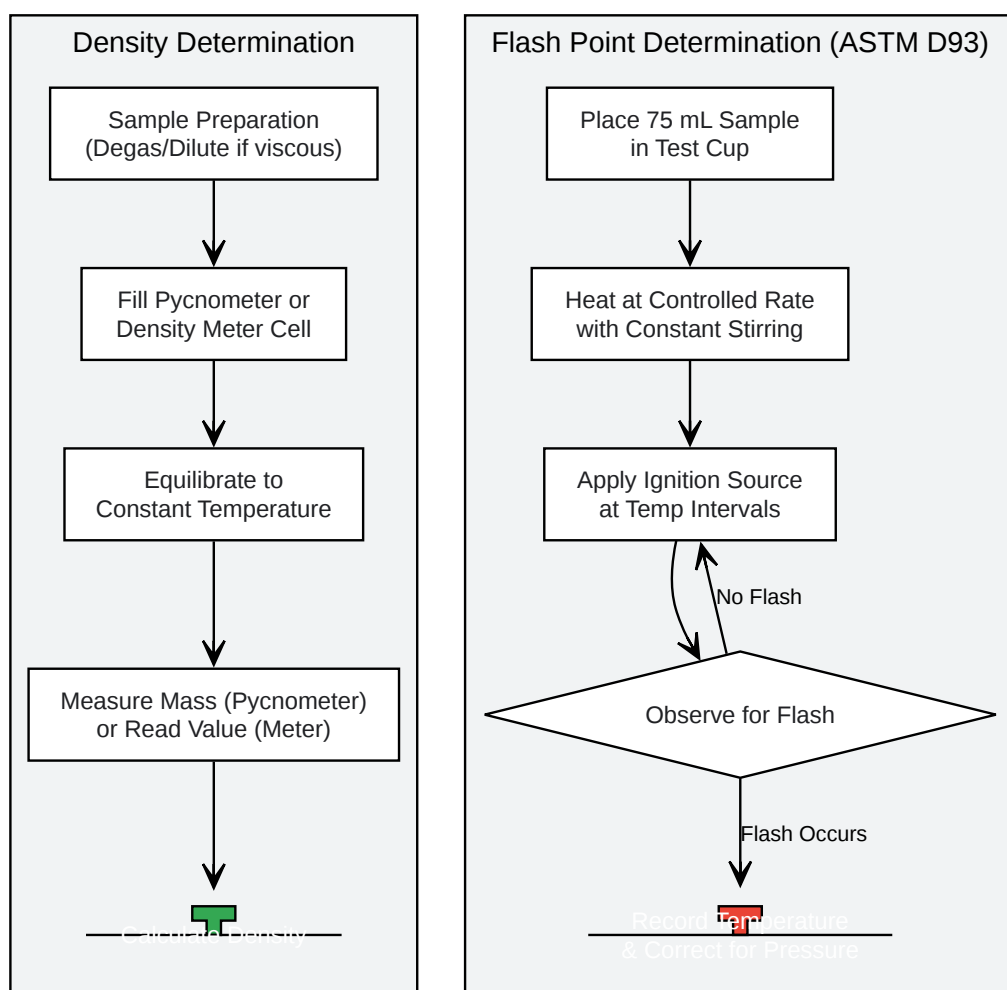 Density Determination
Sample Preparation
(Degas/Dilute if viscous)
Fill Pycnometer or
Density Meter Cell
Equilibrate to
Constant Temperature
Measure Mass (Pycnometer)
or Read Value (Meter)
Calculate Density
Flash Point Determination (ASTM D93)
Place 75 mL Sample
in Test Cup
Heat at Controlled Rate
with Constant Stirring
Apply Ignition Source
at Temp Intervals
No Flash
Observe for Flash
Flash Occurs
Record Temperature
& Correct for Pressure